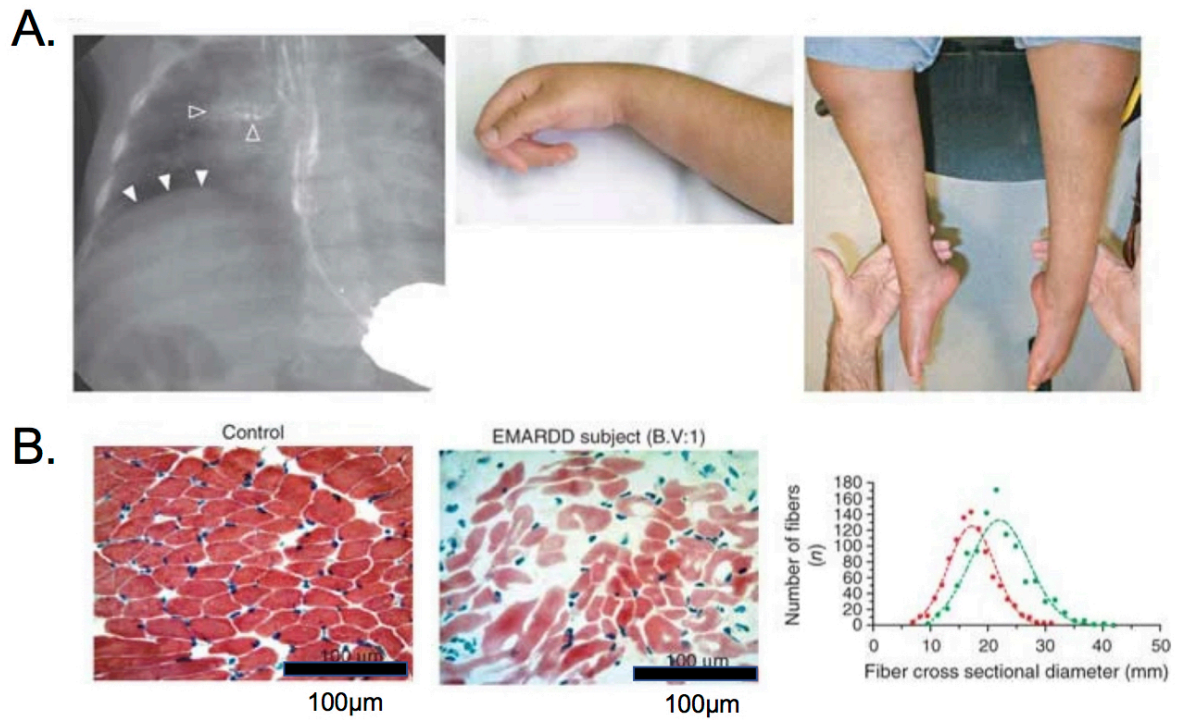 A.
B.
Control
100 µm
100µm
EMARDD subject (B.V:1)
100 µm
100µm
Number of fibers
(n)
180
160
140
120
100
80
60
40
20
0
0 10 20 30 40 50
Fiber cross sectional diameter (mm)